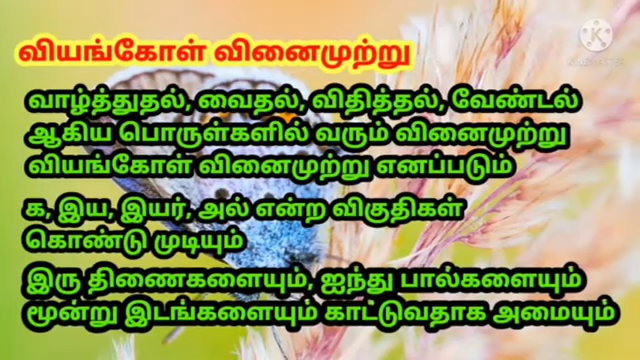 வியங்கோள் வினைமுற்று
வாழ்த்துதல், வைதல், விதித்தல், வேண்டல்
ஆகிய பொருள்களில் வரும் வினைமுற்று
வியங்கோள் வினைமுற்று எனப்படும்
க, இய, இயர், அல் என்ற விகுதிகள்
கொண்டு முடியும்
இரு திணைகளையும், ஐந்து பால்களையும்
மூன்று இடங்களையும் காட்டுவதாக அமையும்